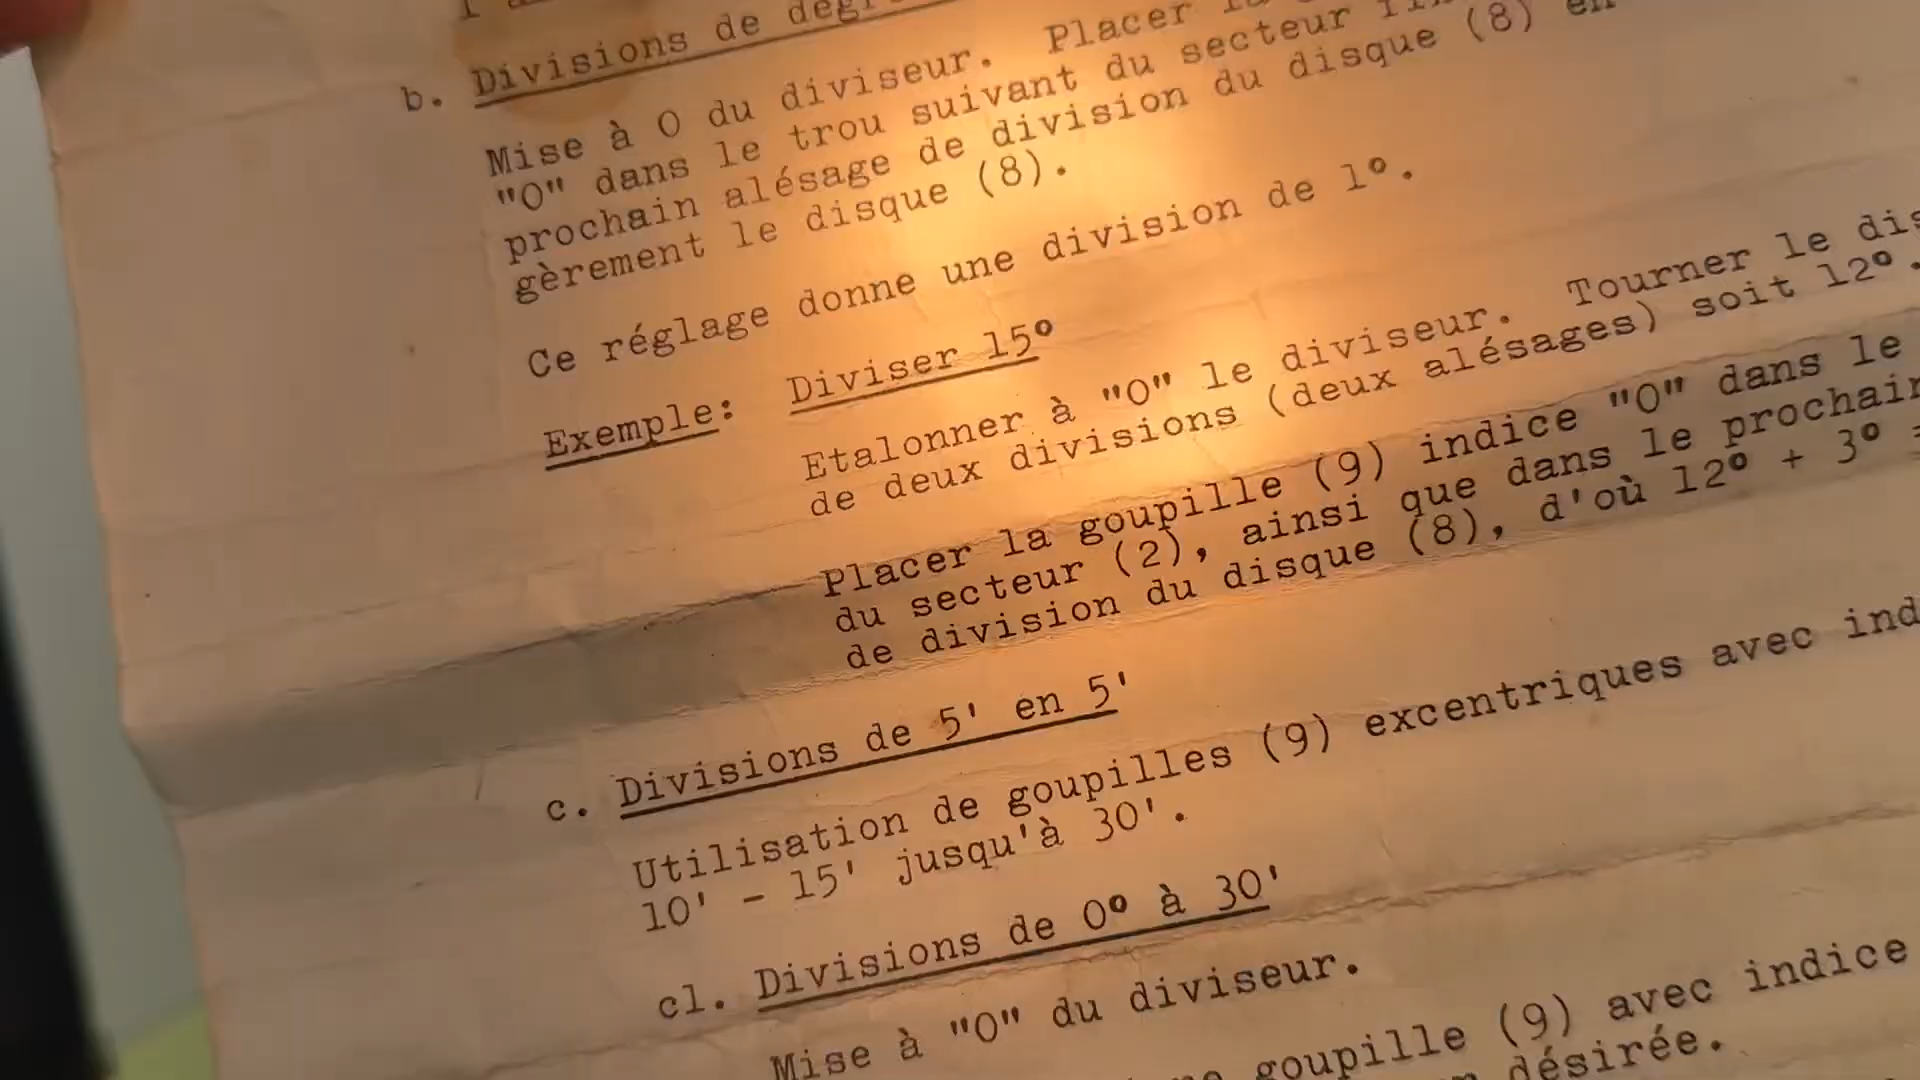 b. Divisions de
Mise à O du diviseur. Placer
"O" dans le trou suivant du secteur
prochain alésage de division du disque (8) en
gèrement le disque (8).
Ce réglage donne une division de 1°.
Exemple: Diviser 15°
Etalonner à "O" le diviseur. Tourner le
de deux divisions (deux alésages) soit 12°.
Placer la goupille (9) indice "O" dans le
du secteur (2), ainsi que dans le prochain
de division du disque (8), d'où 12° + 3°
c. Divisions de 5' en 5'
Utilisation de goupilles (9) excentriques avec
10' - 15' jusqu'à 30'.
cl. Divisions de 0° à 30'
Mise à "O" du diviseur.
goupille (9) avec indice
désirée.